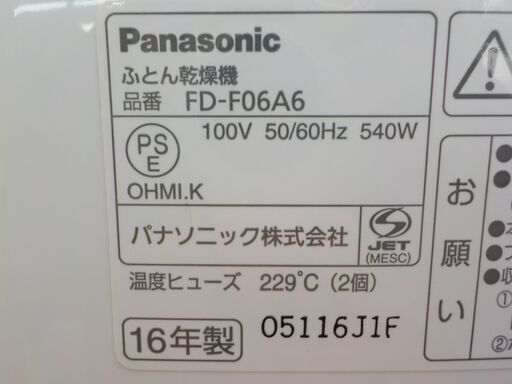 Panasonic
ふとん乾燥機
品番 FD-F06A6
100V 50/60Hz 540W
PS
E
OHMI.K
パナソニック株式会社
S
JET
(MESC)
温度ヒューズ 229℃ (2個)
16年製 05116J1F
お願い